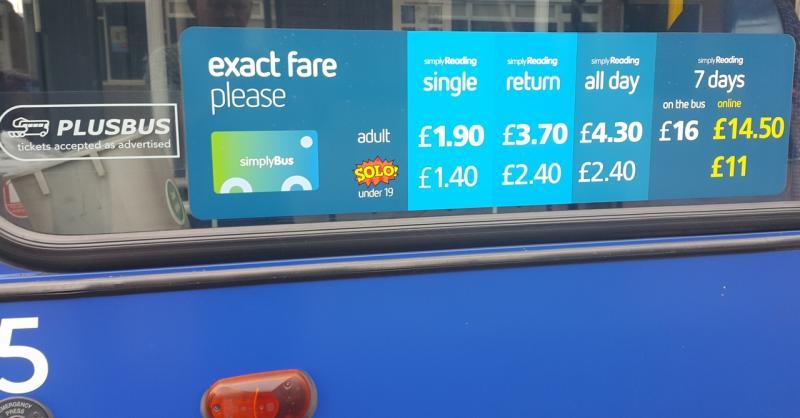 exact fare
please
simplyBus
PLUSBUS
tickets accepted as advertised
simplyReading
single
simplyReading
return
simplyReading
all day
simplyReading
7 days
on the bus online
adult £1.90 £3.70 £4.30 £16 £14.50
SOLO!
under 19 £1.40 £2.40 £2.40 £11
5
EMERGENCY
PRESS